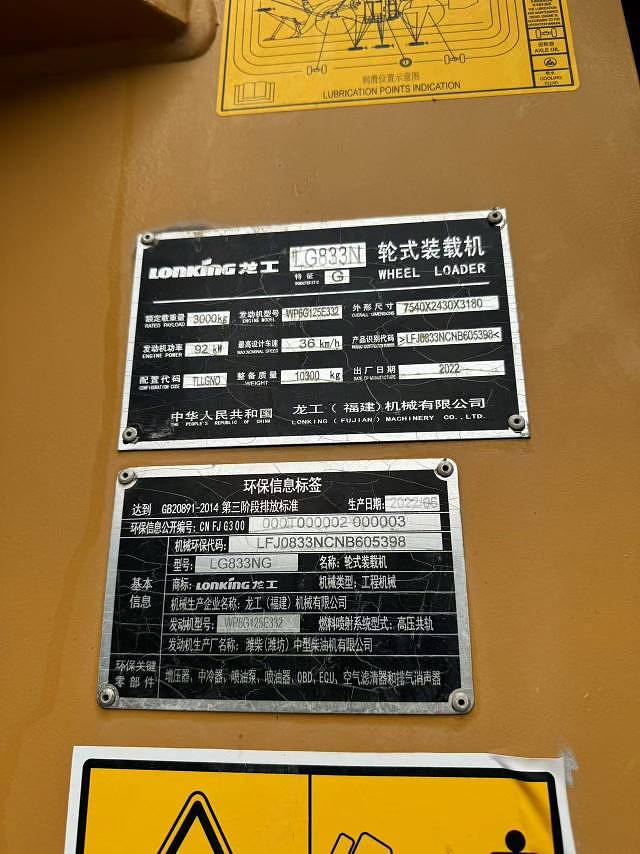 AXLE OIL
COOLING
润滑位置示意图
LUBRICATION POINTS INDICATION
LONKING 龙工 LG833N 轮式装载机
特征 G WHEEL LOADER
额定载重量 3000kg 发动机型号 WP6G125E332 外形尺寸 7540X2430X3180
RATED PAYLOAD ENGINE MODEL OVERALL DIMENSIONS
发动机功率 92 kW 最高设计车速 36 km/h 产品识别代码 >LFJ0833NCNB605398<
ENGINE POWER MAX.NOMINAL SPEED
配置代码 整备质量 10300 kg 出厂日期 2022
CONFIGURATION CODE WEIGHT DATE OF MANUFACTURE
中华人民共和国 龙工（福建）机械有限公司
THE PEOPLE'S REPUBLIC OF CHINA LONKING (FUJIAN) MACHINERY CO., LTD.
环保信息标签
达到 GB20891-2014 第三阶段排放标准 生产日期: 2022/06
环保信息公开编号: CN FJ G3 00 000T000002 000003
机械环保代码: LFJ0833NCNB605398
型号: LG833NG 名称: 轮式装载机
基本 商标: LONKING 龙工 机械类型: 工程机械
信息 机械生产企业名称: 龙工（福建）机械有限公司
发动机型号: WP6G125E332 燃料喷射系统型式: 高压共轨
发动机生产厂名称: 潍柴(潍坊)中型柴油机有限公司
环保关键 增压器、中冷器、喷油泵、喷油器、OBD、ECU、空气滤清器和排气消声器
零部件